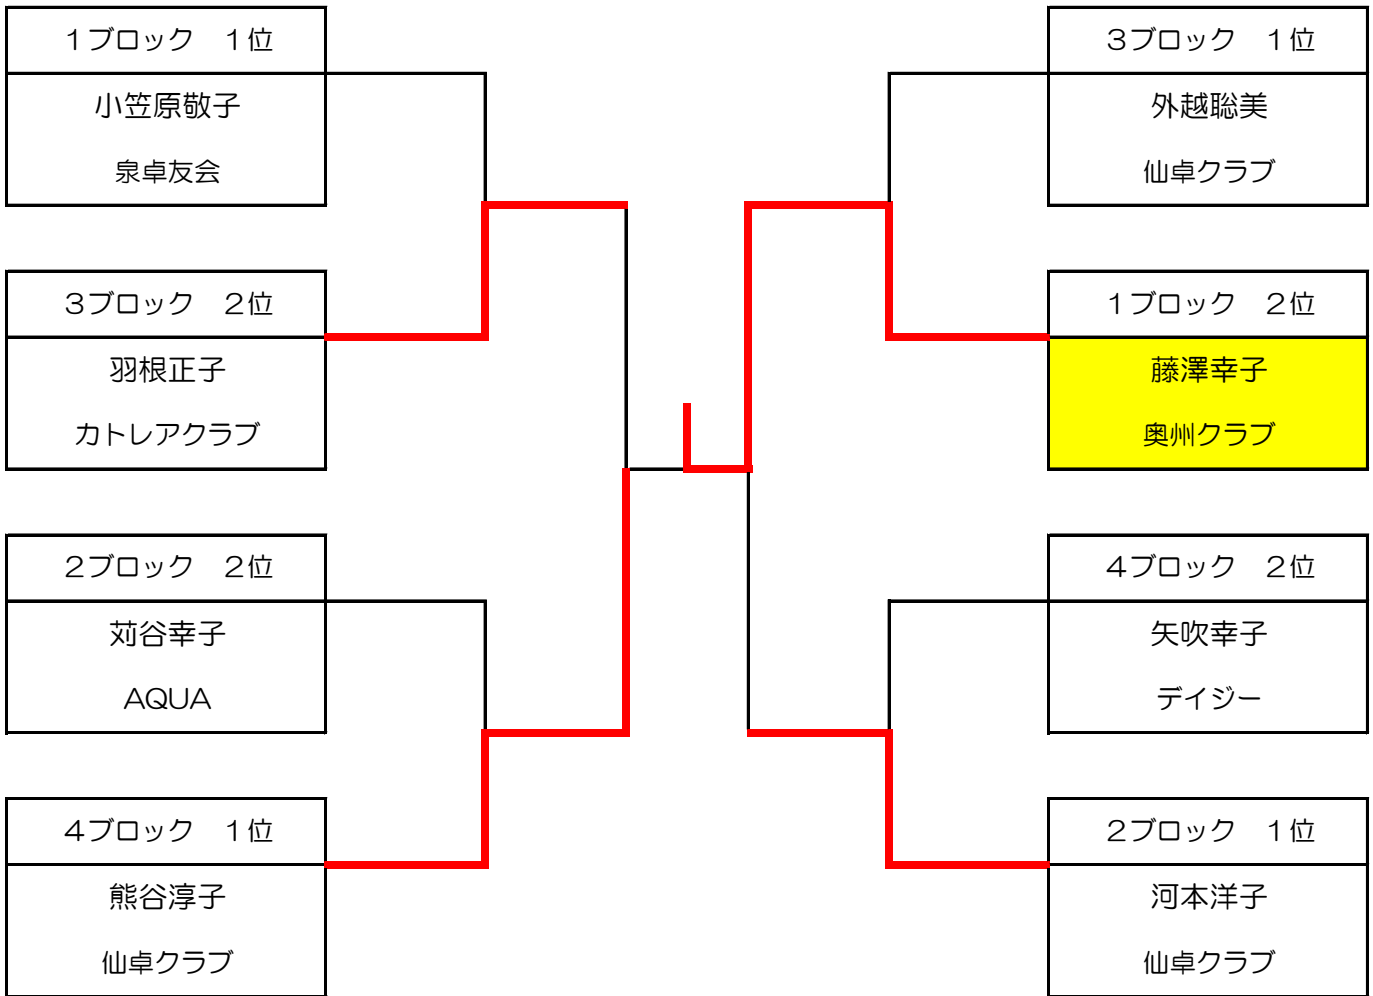 １ブロック　１位
小笠原敬子
泉卓友会
３ブロック　２位
羽根正子
カトレアクラブ
２ブロック　２位
苅谷幸子
AQUA
４ブロック　１位
熊谷淳子
仙卓クラブ
３ブロック　１位
外越聡美
仙卓クラブ
１ブロック　２位
藤澤幸子
奥州クラブ
４ブロック　２位
矢吹幸子
デイジー
２ブロック　１位
河本洋子
仙卓クラブ